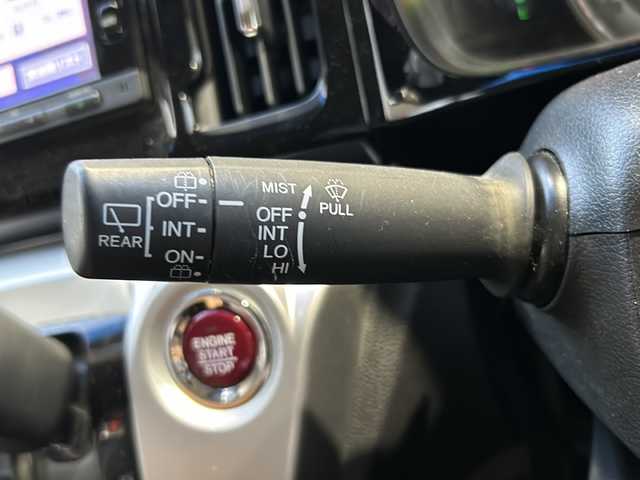 OFF
INT
ON
REAR
MIST
OFF
INT
LO
HI
PULL
ENGINE
START
STOP